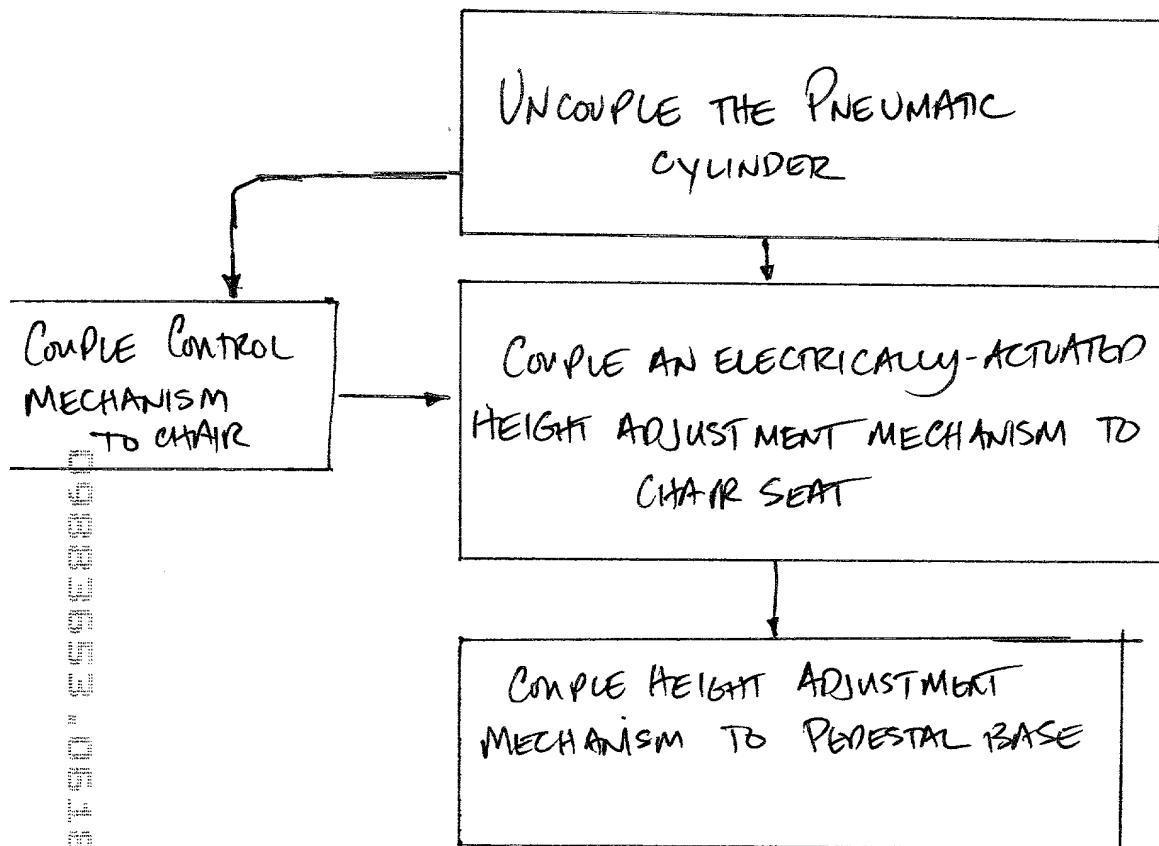 UNCOUPLE THE PNEUMATIC
CYLINDER
COUPLE CONTROL
MECHANISM
TO CHAIR
COUPLE AN ELECTRICALLY-ACTUATED
HEIGHT ADJUSTMENT MECHANISM TO
CHAIR SEAT
COUPLE HEIGHT ADJUSTMENT
MECHANISM TO PEDESTAL BASE